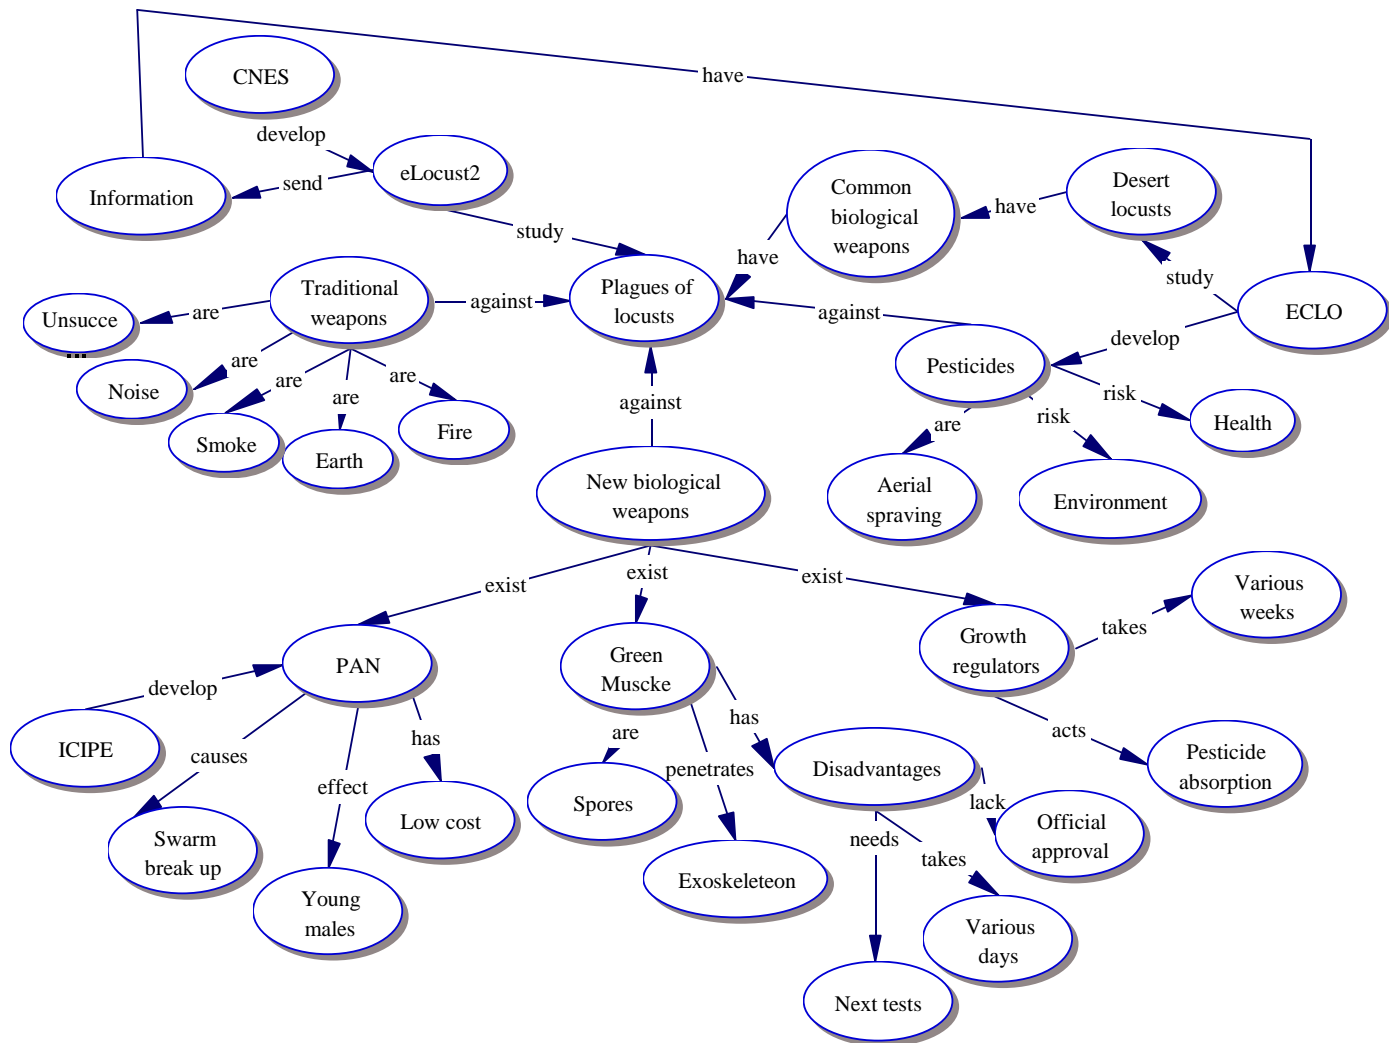 have
CNES
develop
eLocust2
Information
send
Common
biological
weapons
Desert
locusts
have
study
have
study
Traditional
weapons
Plagues of
locusts
ECLO
Unsucce
are
against
against
develop
Noise
are
are
are
are
Pesticides
risk
Health
Smoke
Earth
Fire
against
are
risk
New biological
weapons
Aerial
spraving
Environment
exist
exist
exist
Various
weeks
takes
PAN
Green
Muscke
Growth
regulators
develop
ICIPE
causes
effect
has
are
penetrates
has
acts
Pesticide
absorption
Swarm
break up
Low cost
Spores
Disadvantages
lack
Official
approval
Young
males
Exoskeleteon
needs
takes
Various
days
Next tests